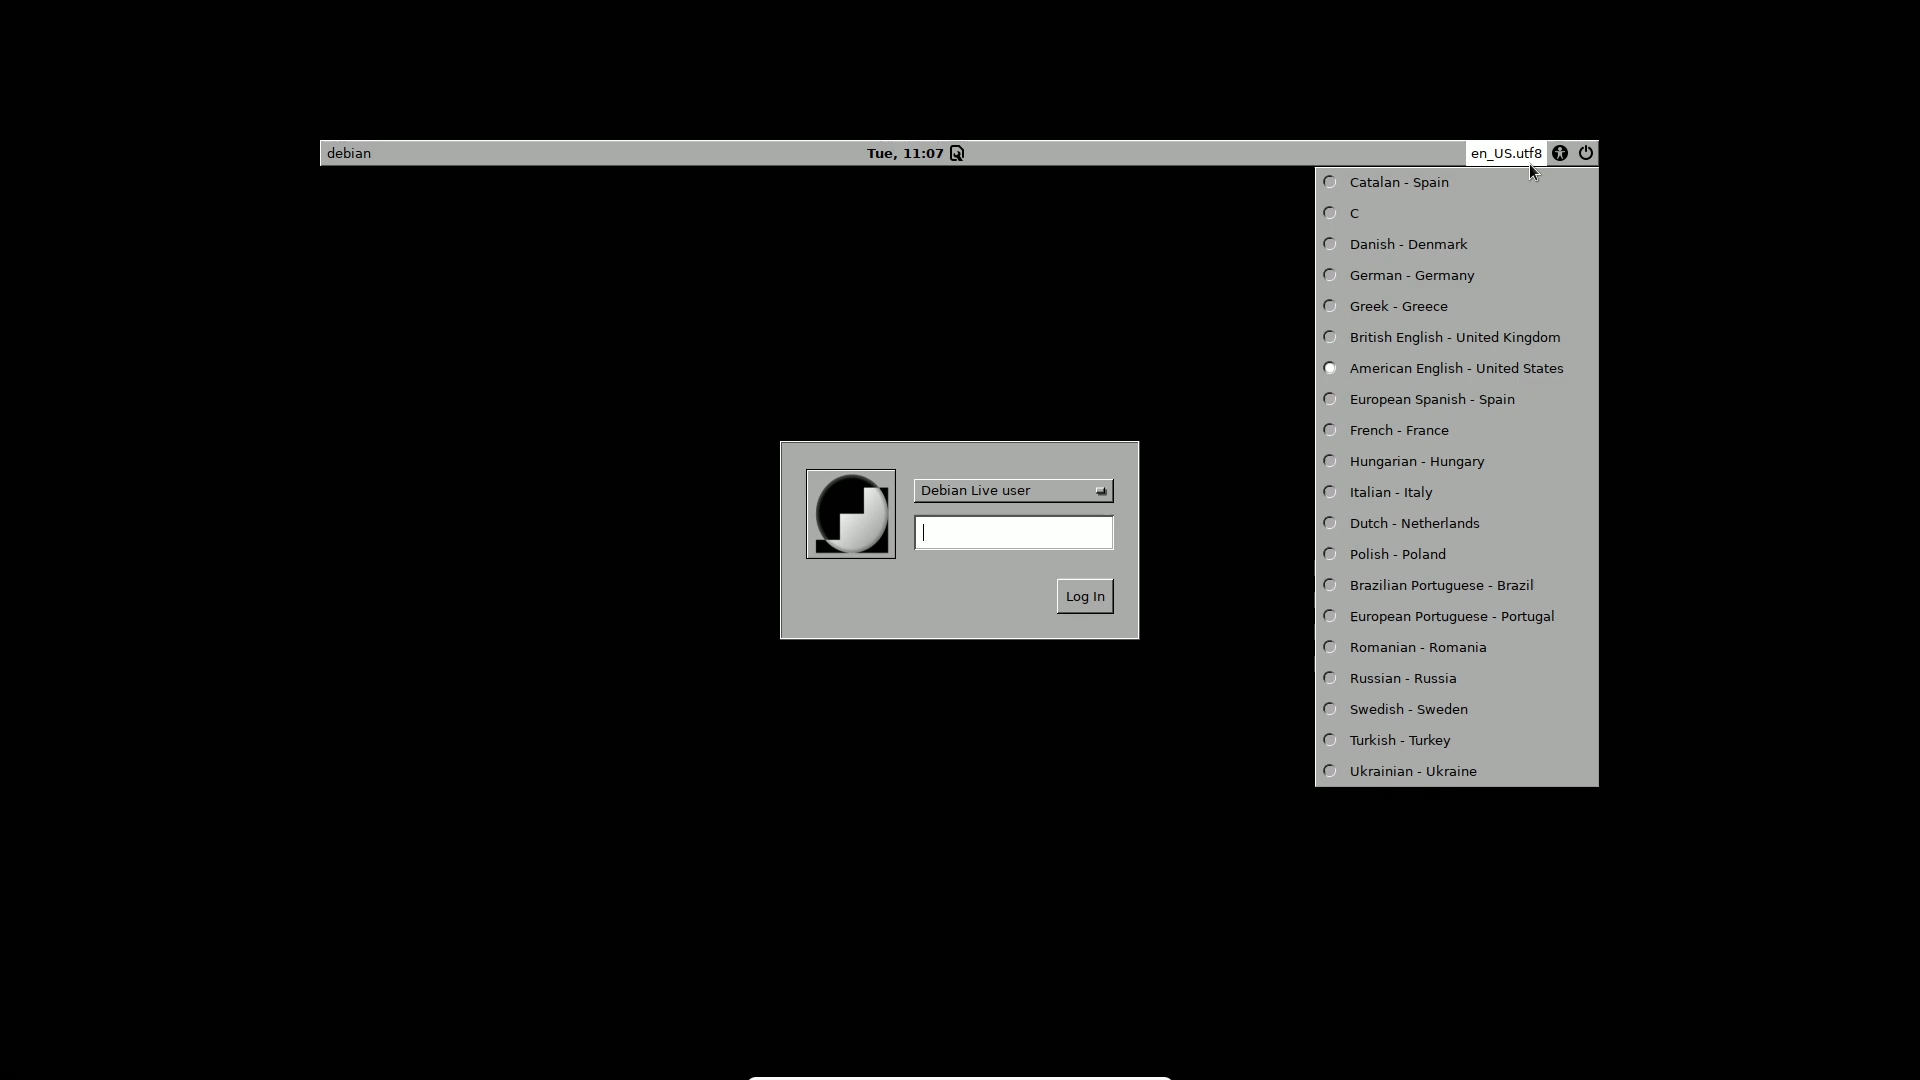 debian
Tue, 11:07
en_US.utf8
Catalan - Spain
C
Danish - Denmark
German - Germany
Greek - Greece
British English - United Kingdom
American English - United States
European Spanish - Spain
French - France
Hungarian - Hungary
Italian - Italy
Dutch - Netherlands
Polish - Poland
Brazilian Portuguese - Brazil
European Portuguese - Portugal
Romanian - Romania
Russian - Russia
Swedish - Sweden
Turkish - Turkey
Ukrainian - Ukraine
Debian Live user
Log In